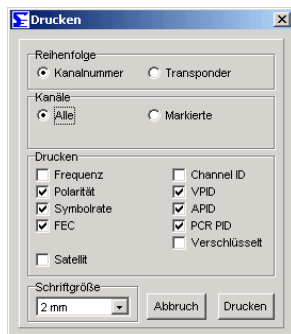 Drucken
Reihenfolge
Kanalnummer Transponder
Kanäle
Alle Markierte
Drucken
Frequenz Channel ID
Polarität VPID
Symbolrate APID
FEC PCR PID
Verschlüsselt
Satellit
Schriftgröße
2 mm Abbruch Drucken